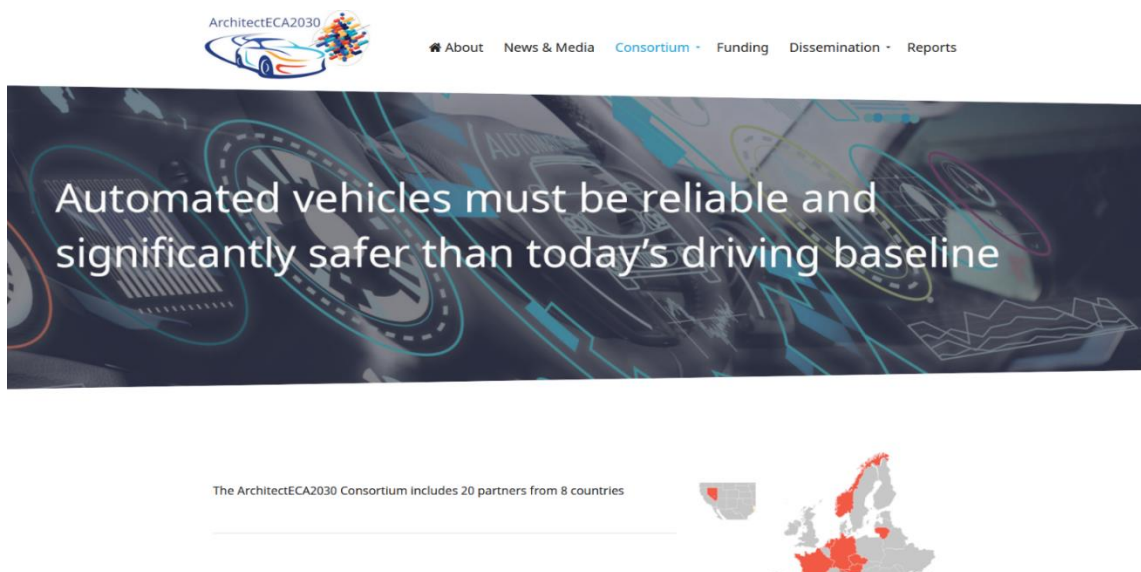 ArchitectECA2030
About News & Media Consortium Funding Dissemination Reports
AUTOMAT
Automated vehicles must be reliable and
significantly safer than today's driving baseline
The ArchitectECA2030 Consortium includes 20 partners from 8 countries